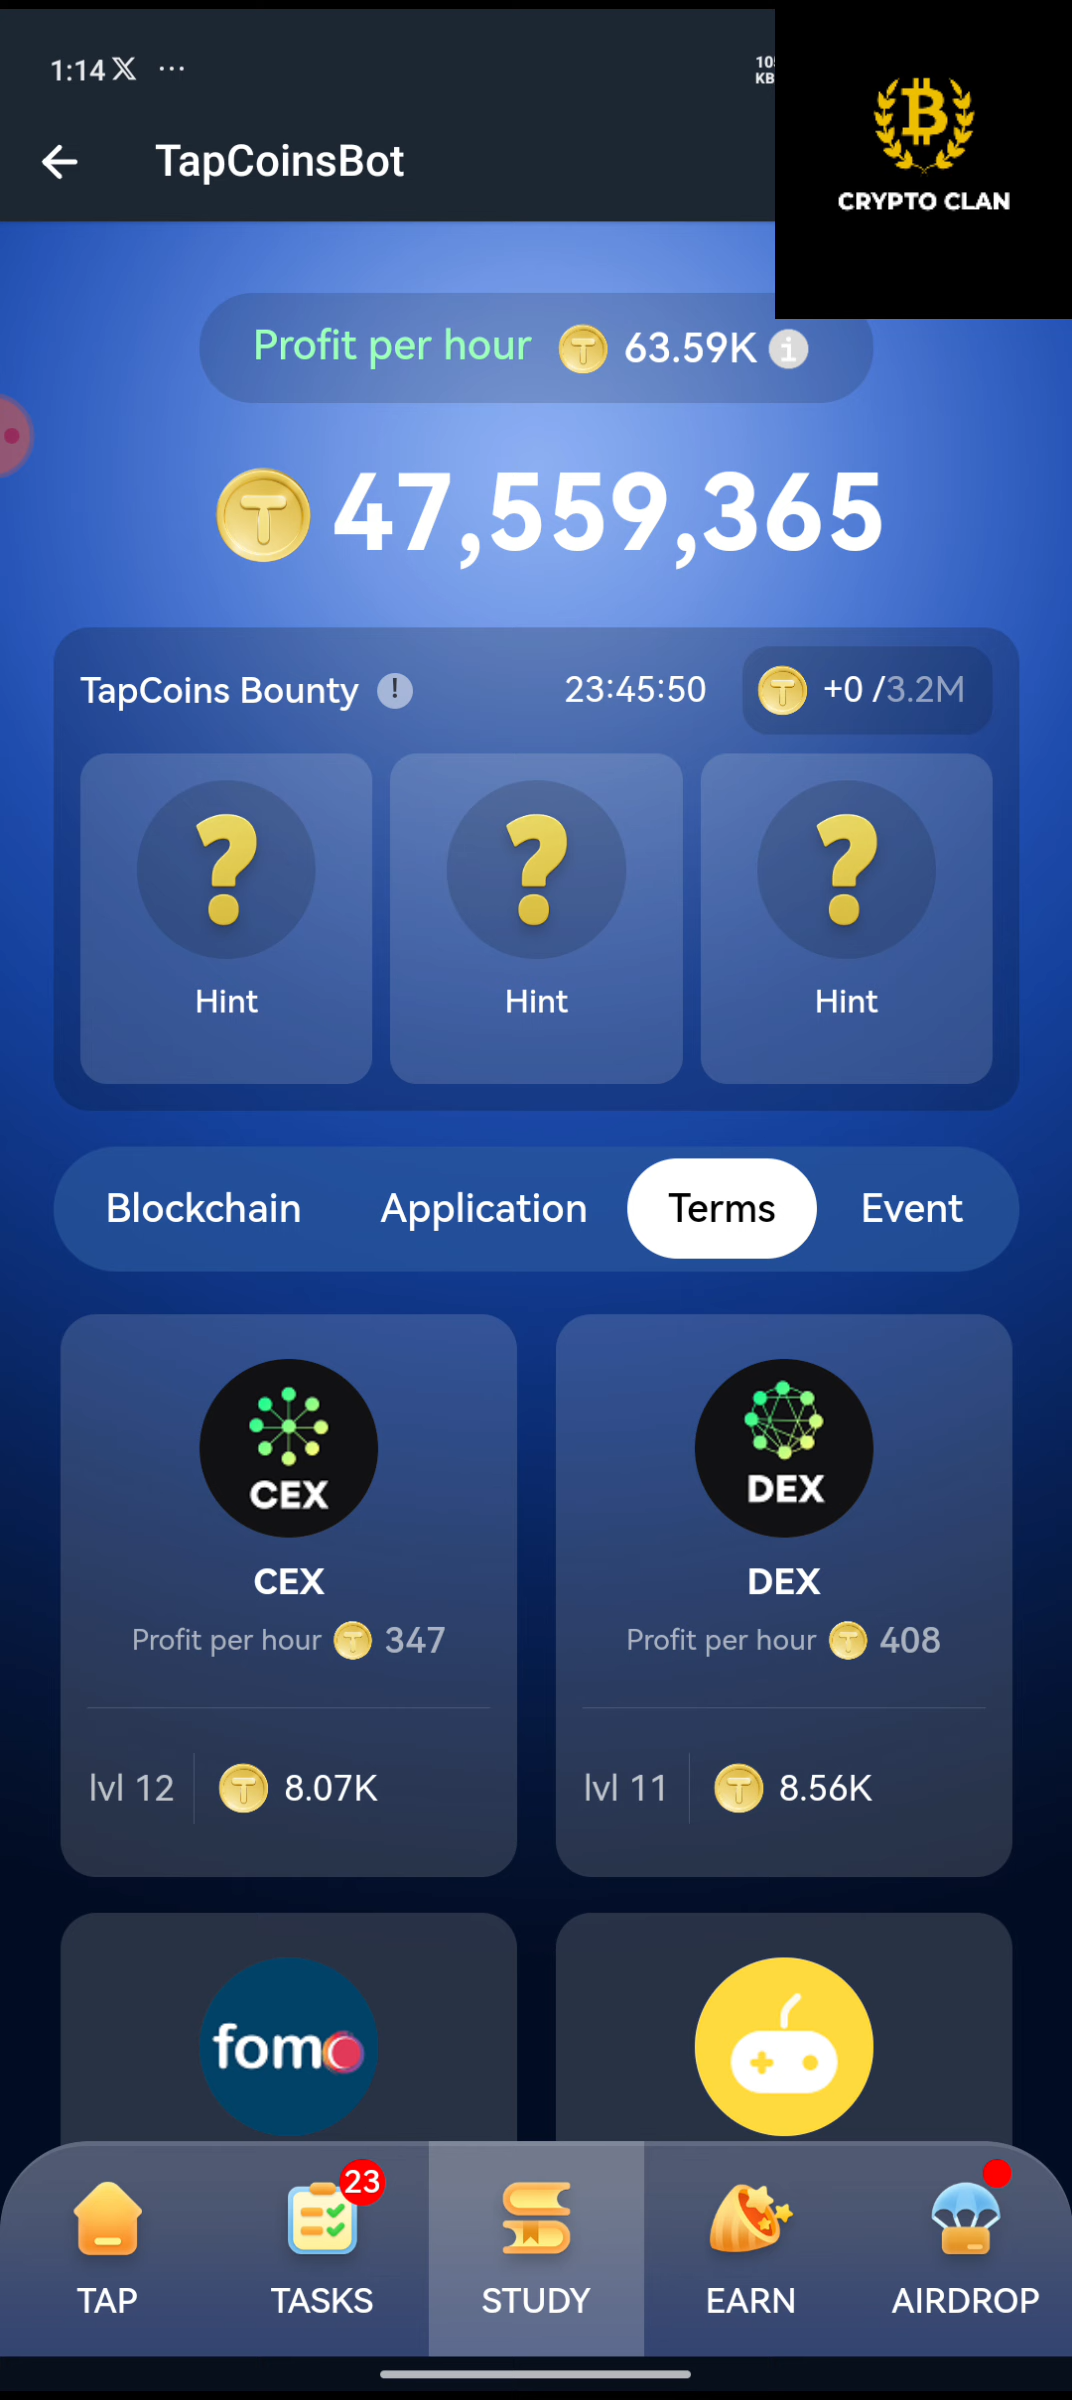 1:14 X ...
10
KB
TapCoinsBot
CRYPTO CLAN
Profit per hour 63.59K i
47,559,365
TapCoins Bounty ! 23:45:50 +0 /3.2M
? ? ?
Hint Hint Hint
Blockchain Application Terms Event
CEX DEX
CEX DEX
Profit per hour 347 Profit per hour 408
lvl 12 8.07K lvl 11 8.56K
fomo
23
TAP TASKS STUDY EARN AIRDROP